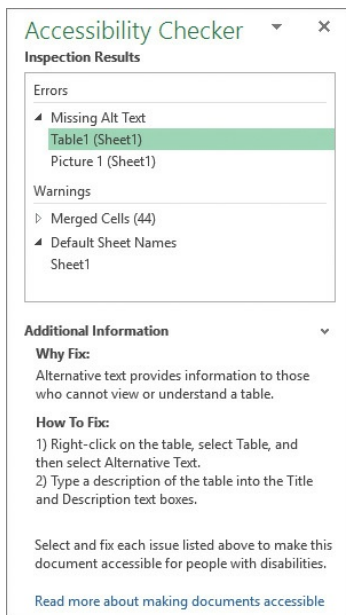 Accessibility Checker
Inspection Results
Errors
Missing Alt Text
Table1 (Sheet1)
Picture 1 (Sheet1)
Warnings
Merged Cells (44)
Default Sheet Names
Sheet1
Additional Information
Why Fix:
Alternative text provides information to those
who cannot view or understand a table.
How To Fix:
1) Right-click on the table, select Table, and
then select Alternative Text.
2) Type a description of the table into the Title
and Description text boxes.
Select and fix each issue listed above to make this
document accessible for people with disabilities.
Read more about making documents accessible